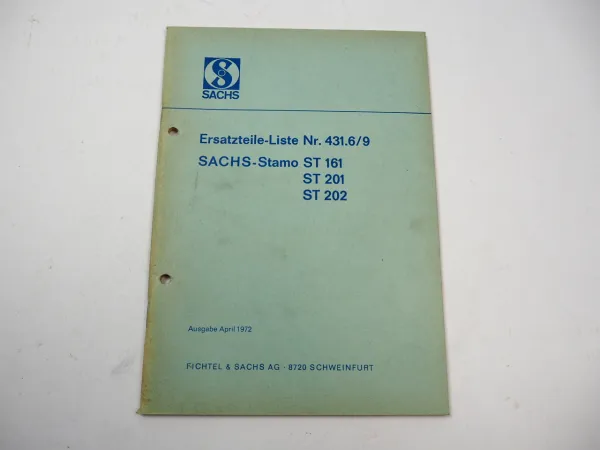 SACHS
Ersatzteile-Liste Nr. 431.6/9
SACHS-Stamo ST 161
ST 201
ST 202
Ausgabe April 1972
FICHTEL & SACHS AG · 8720 SCHWEINFURT